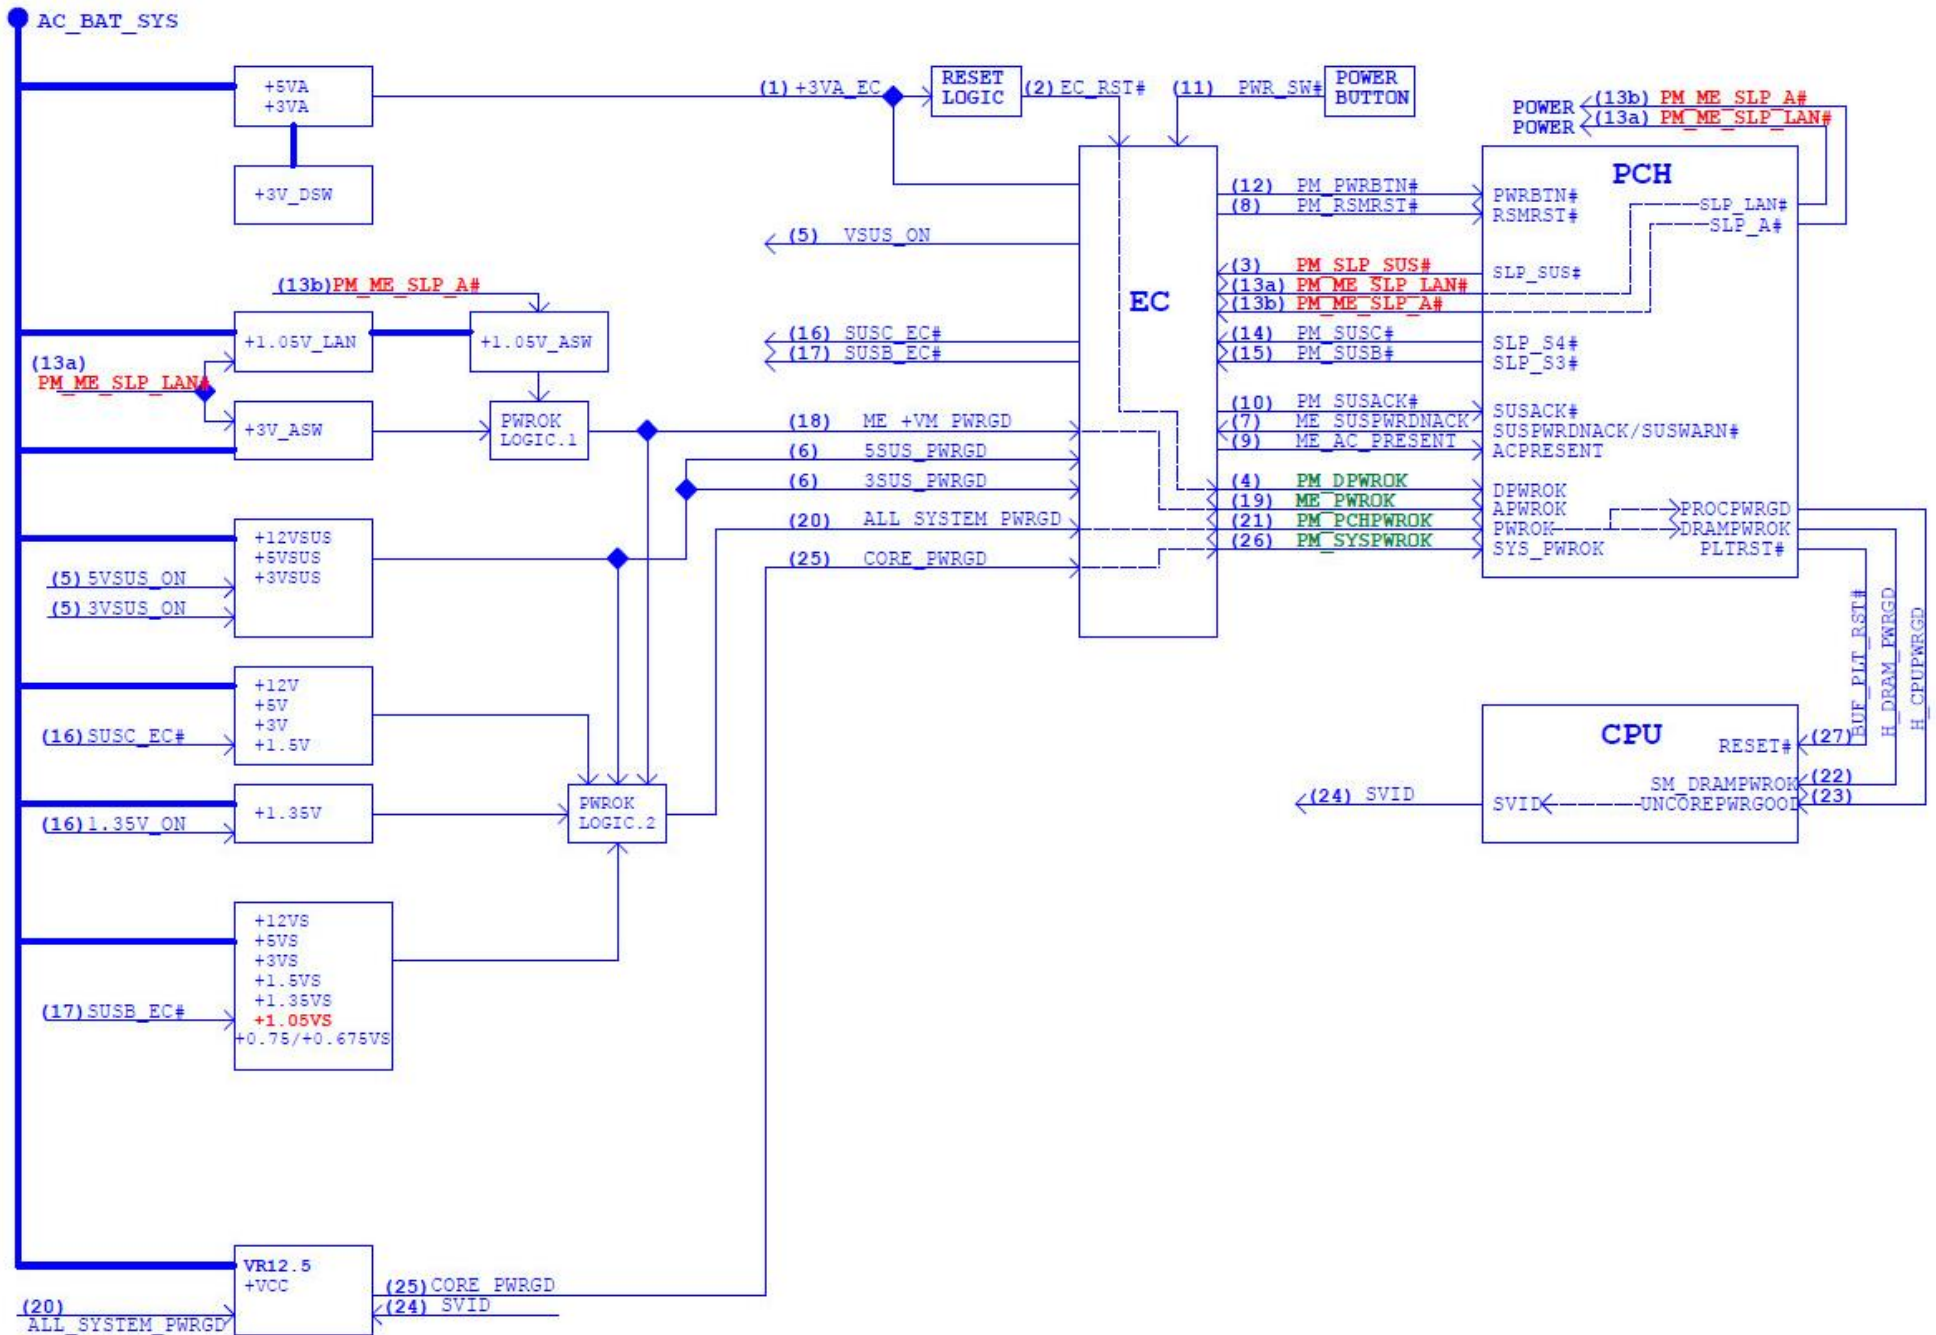 AC_BAT_SYS
+5VA
+3VA
(1) +3VA_EC
RESET
LOGIC
(2) EC_RST#
(11) PWR_SW#
POWER
BUTTON
POWER
(13b) PM_ME_SLP_A#
POWER
(13a) PM_ME_SLP_LAN#
+3V_DSW
PCH
(12) PM_PWRBTN#
PWRBTN#
(8) PM_RSMRST#
RSMRST#
SLP_LAN#
SLP_A#
(5) VSUS_ON
EC
(3) PM_SLP_SUS#
SLP_SUS#
(13a) PM_ME_SLP_LAN#
(13b) PM_ME_SLP_A#
(13b)PM_ME_SLP_A#
+1.05V_LAN
+1.05V_ASW
(16) SUSC_EC#
(17) SUSB_EC#
(14) PM_SUSC#
SLP_S4#
(15) PM_SUSB#
SLP_S3#
(13a)
PM_ME_SLP_LAN#
+3V_ASW
PWROK
LOGIC.1
(18) ME_+VM_PWRGD
(6) 5SUS_PWRGD
(6) 3SUS_PWRGD
(20) ALL_SYSTEM_PWRGD
(25) CORE_PWRGD
(10) PM_SUSACK#
SUSACK#
(7) ME_SUSPWRDNACK
SUSPWRDNACK/SUSWARN#
(9) ME_AC_PRESENT
ACPRESENT
(4) PM_DPWROK
DPWROK
(19) ME_PWROK
APWROK
PROCPWRGD
(21) PM_PCHPWROK
PWROK
DRAMPWROK
(26) PM_SYSPWROK
SYS_PWROK
PLTRST#
+12VSUS
+5VSUS
+3VSUS
(5) 5VSUS_ON
(5) 3VSUS_ON
BUF_PLT_RST#
H_DRAM_PWRGD
H_CPUPWRGD
+12V
+5V
+3V
+1.5V
(16) SUSC_EC#
CPU
RESET#
(27)
SM_DRAMPWROK
(22)
(24) SVID
SVID
UNCOREPWRGOOD
(23)
+1.35V
(16) 1.35V_ON
PWROK
LOGIC.2
+12VS
+5VS
+3VS
+1.5VS
+1.35VS
+1.05VS
+0.75/+0.675VS
(17) SUSB_EC#
VR12.5
+VCC
(25) CORE_PWRGD
(24) SVID
(20)
ALL_SYSTEM_PWRGD